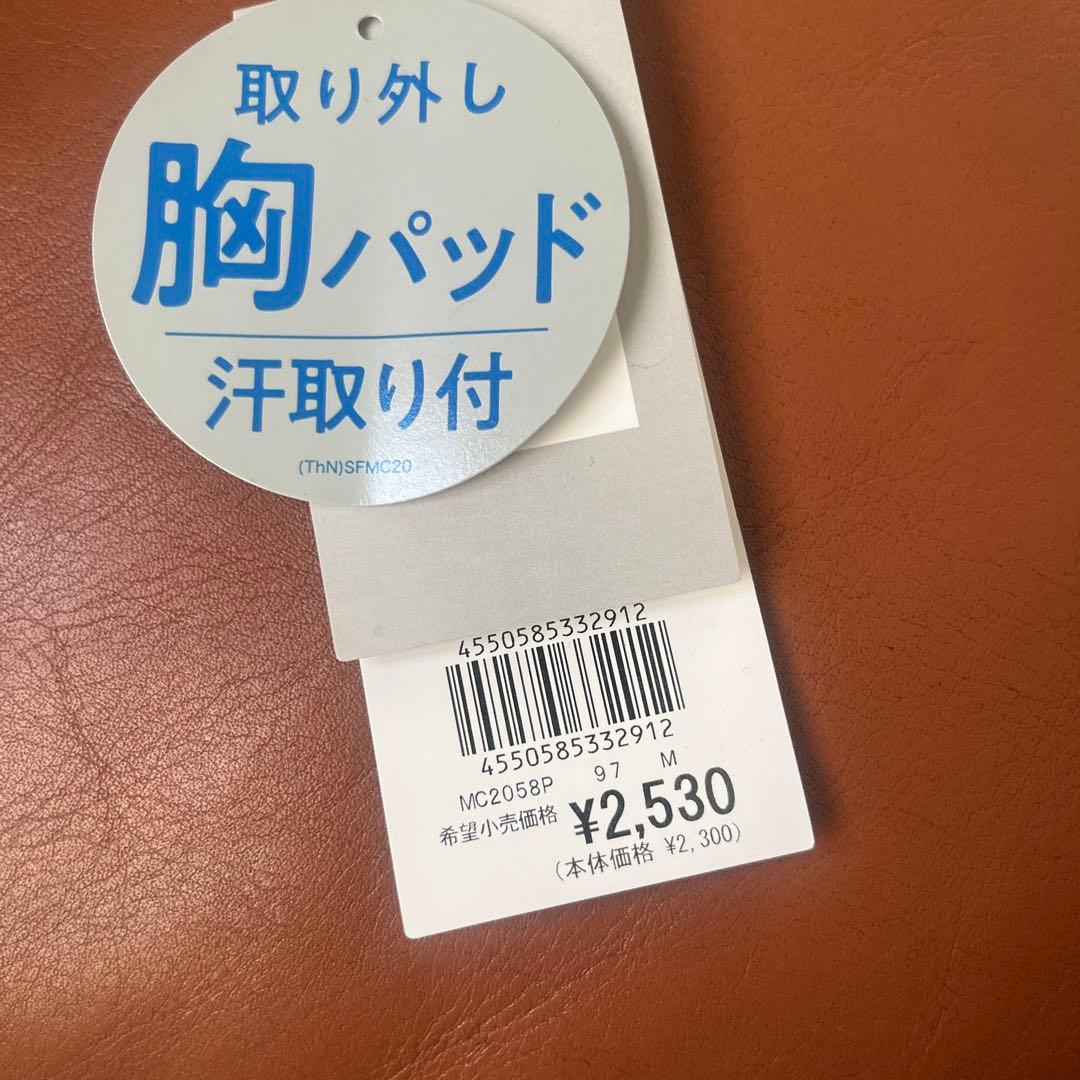 取り外し
胸パッド
汗取り付
(ThN)SFMC20
4550585332912
4550585332912
MC2058P 97 M
希望小売価格 ¥2,530
(本体価格 ¥2,300)